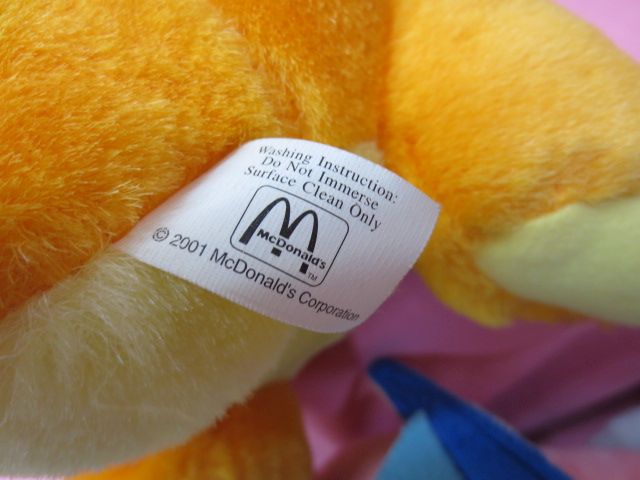 Washing Instruction:
Do Not Immerse
Surface Clean Only
McDonald's
TM
© 2001 McDonald's Corporation